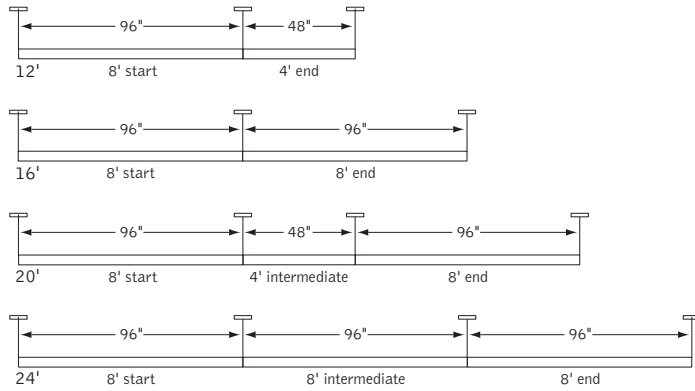 96" 48"
12' 8' start 4' end
96" 96"
16' 8' start 8' end
96" 48" 96"
20' 8' start 4' intermediate 8' end
96" 96" 96"
24' 8' start 8' intermediate 8' end